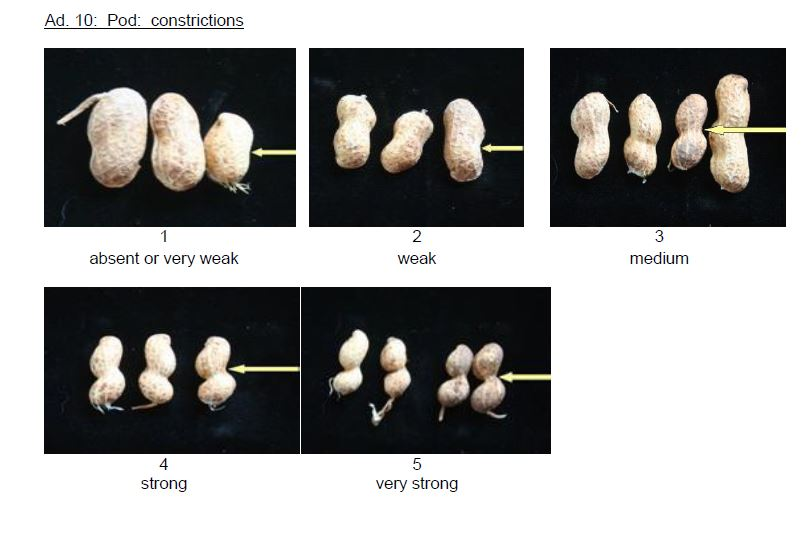 Ad. 10: Pod: constrictions
1
absent or very weak
2
weak
3
medium
4
strong
5
very strong